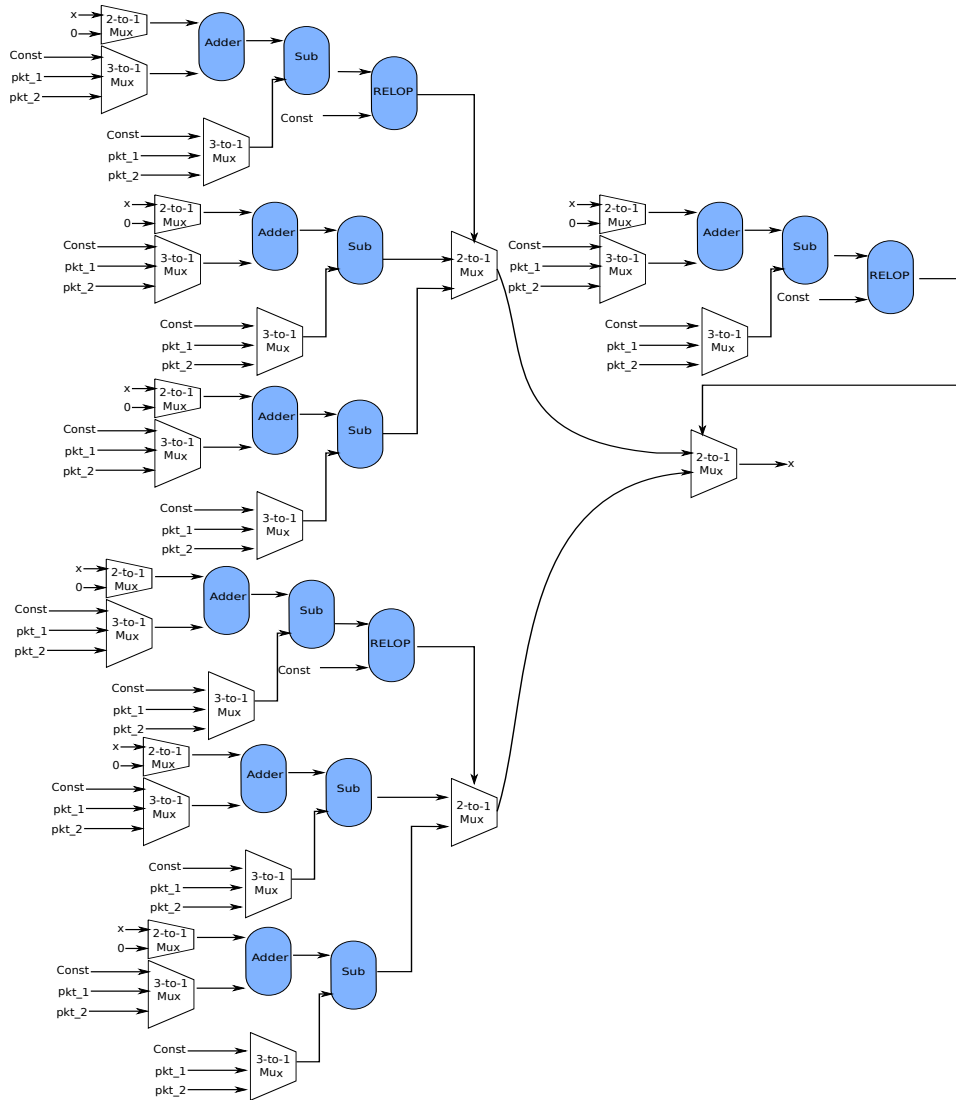 x
0
2-to-1
Mux
Const
pkt_1
pkt_2
3-to-1
Mux
Adder
Sub
RELOP
Const
Const
pkt_1
pkt_2
3-to-1
Mux
x
0
2-to-1
Mux
Const
pkt_1
pkt_2
3-to-1
Mux
Adder
Sub
Const
pkt_1
pkt_2
3-to-1
Mux
2-to-1
Mux
x
0
2-to-1
Mux
Const
pkt_1
pkt_2
3-to-1
Mux
Adder
Sub
RELOP
Const
Const
pkt_1
pkt_2
3-to-1
Mux
x
0
2-to-1
Mux
Const
pkt_1
pkt_2
3-to-1
Mux
Adder
Sub
Const
pkt_1
pkt_2
3-to-1
Mux
2-to-1
Mux
x
x
0
2-to-1
Mux
Const
pkt_1
pkt_2
3-to-1
Mux
Adder
Sub
RELOP
Const
Const
pkt_1
pkt_2
3-to-1
Mux
x
0
2-to-1
Mux
Const
pkt_1
pkt_2
3-to-1
Mux
Adder
Sub
2-to-1
Mux
Const
pkt_1
pkt_2
3-to-1
Mux
x
0
2-to-1
Mux
Const
pkt_1
pkt_2
3-to-1
Mux
Adder
Sub
Const
pkt_1
pkt_2
3-to-1
Mux